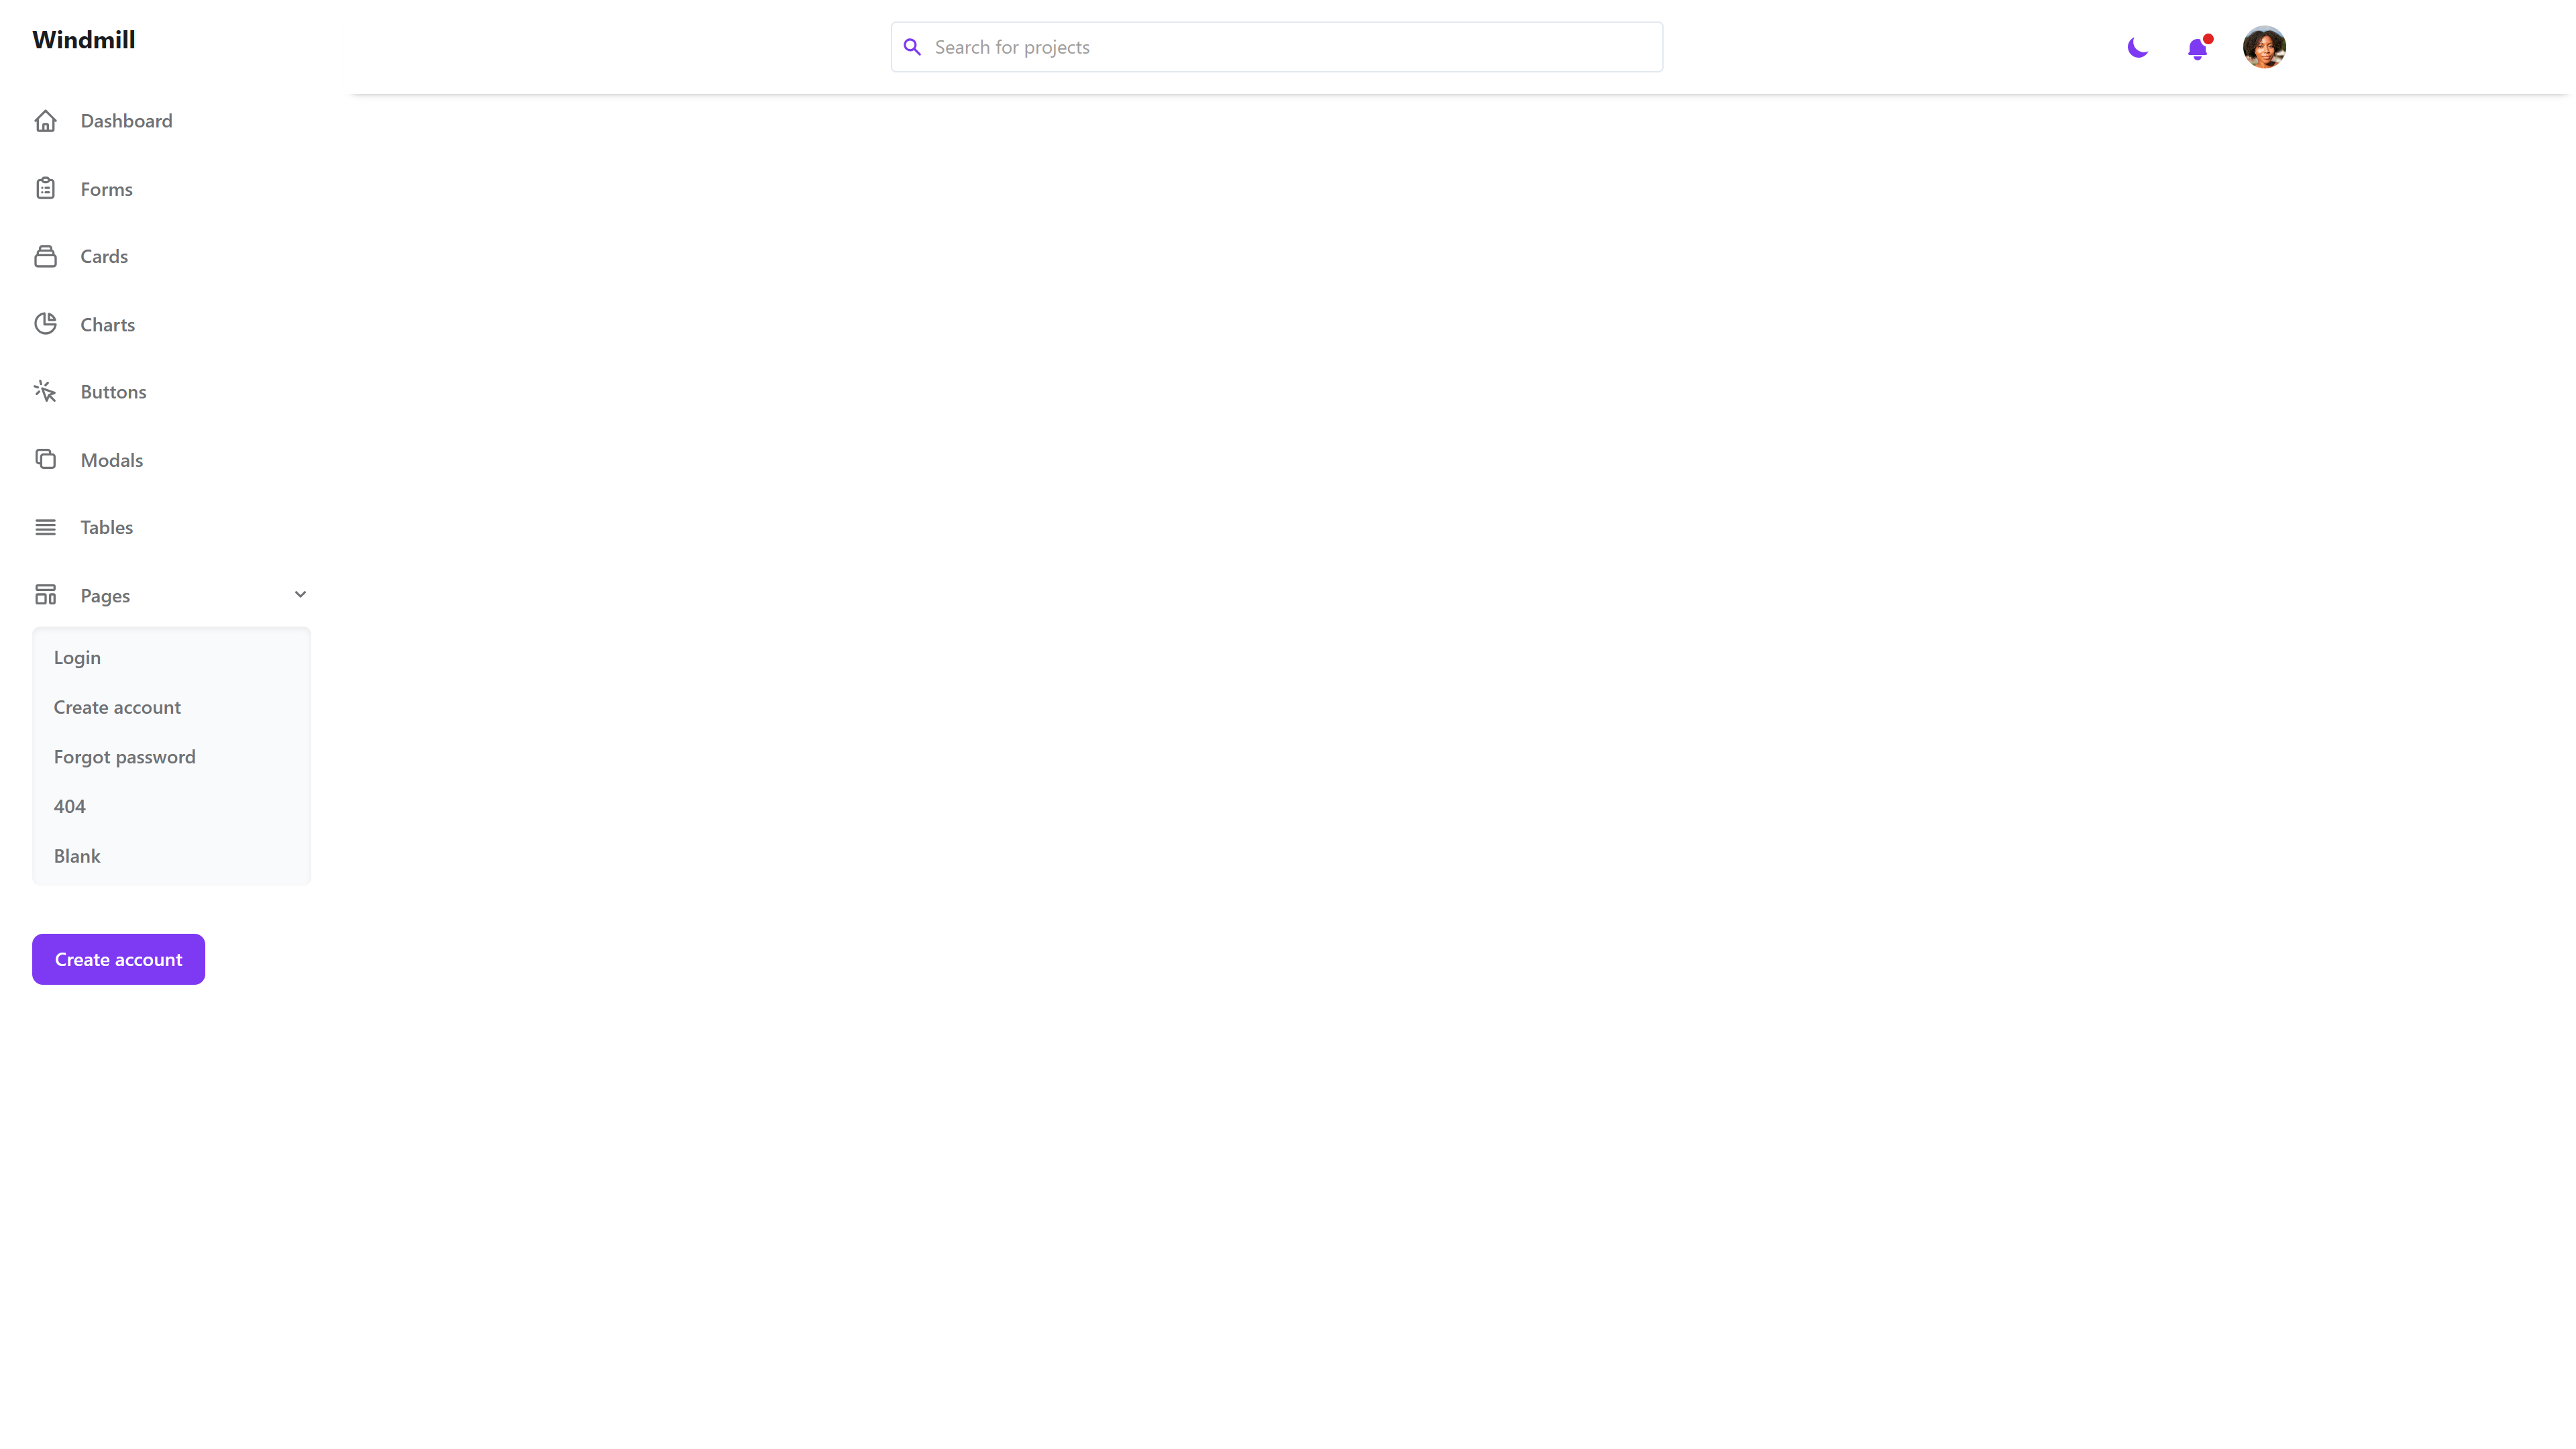 Windmill
Search for projects
Dashboard
Forms
Cards
Charts
Buttons
Modals
Tables
Pages
Login
Create account
Forgot password
404
Blank
Create account